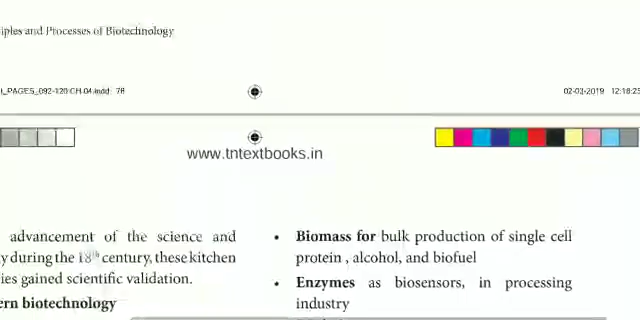 iples and Processes of Biotechnology
I_PAGES_092-120 CH 04.indd 78
02-03-2019 12:18:25
www.tntextbooks.in
advancement of the science and
y during the 18th century, these kitchen
ies gained scientific validation.
ern biotechnology
• Biomass for bulk production of single cell
protein , alcohol, and biofuel
• Enzymes as biosensors, in processing
industry